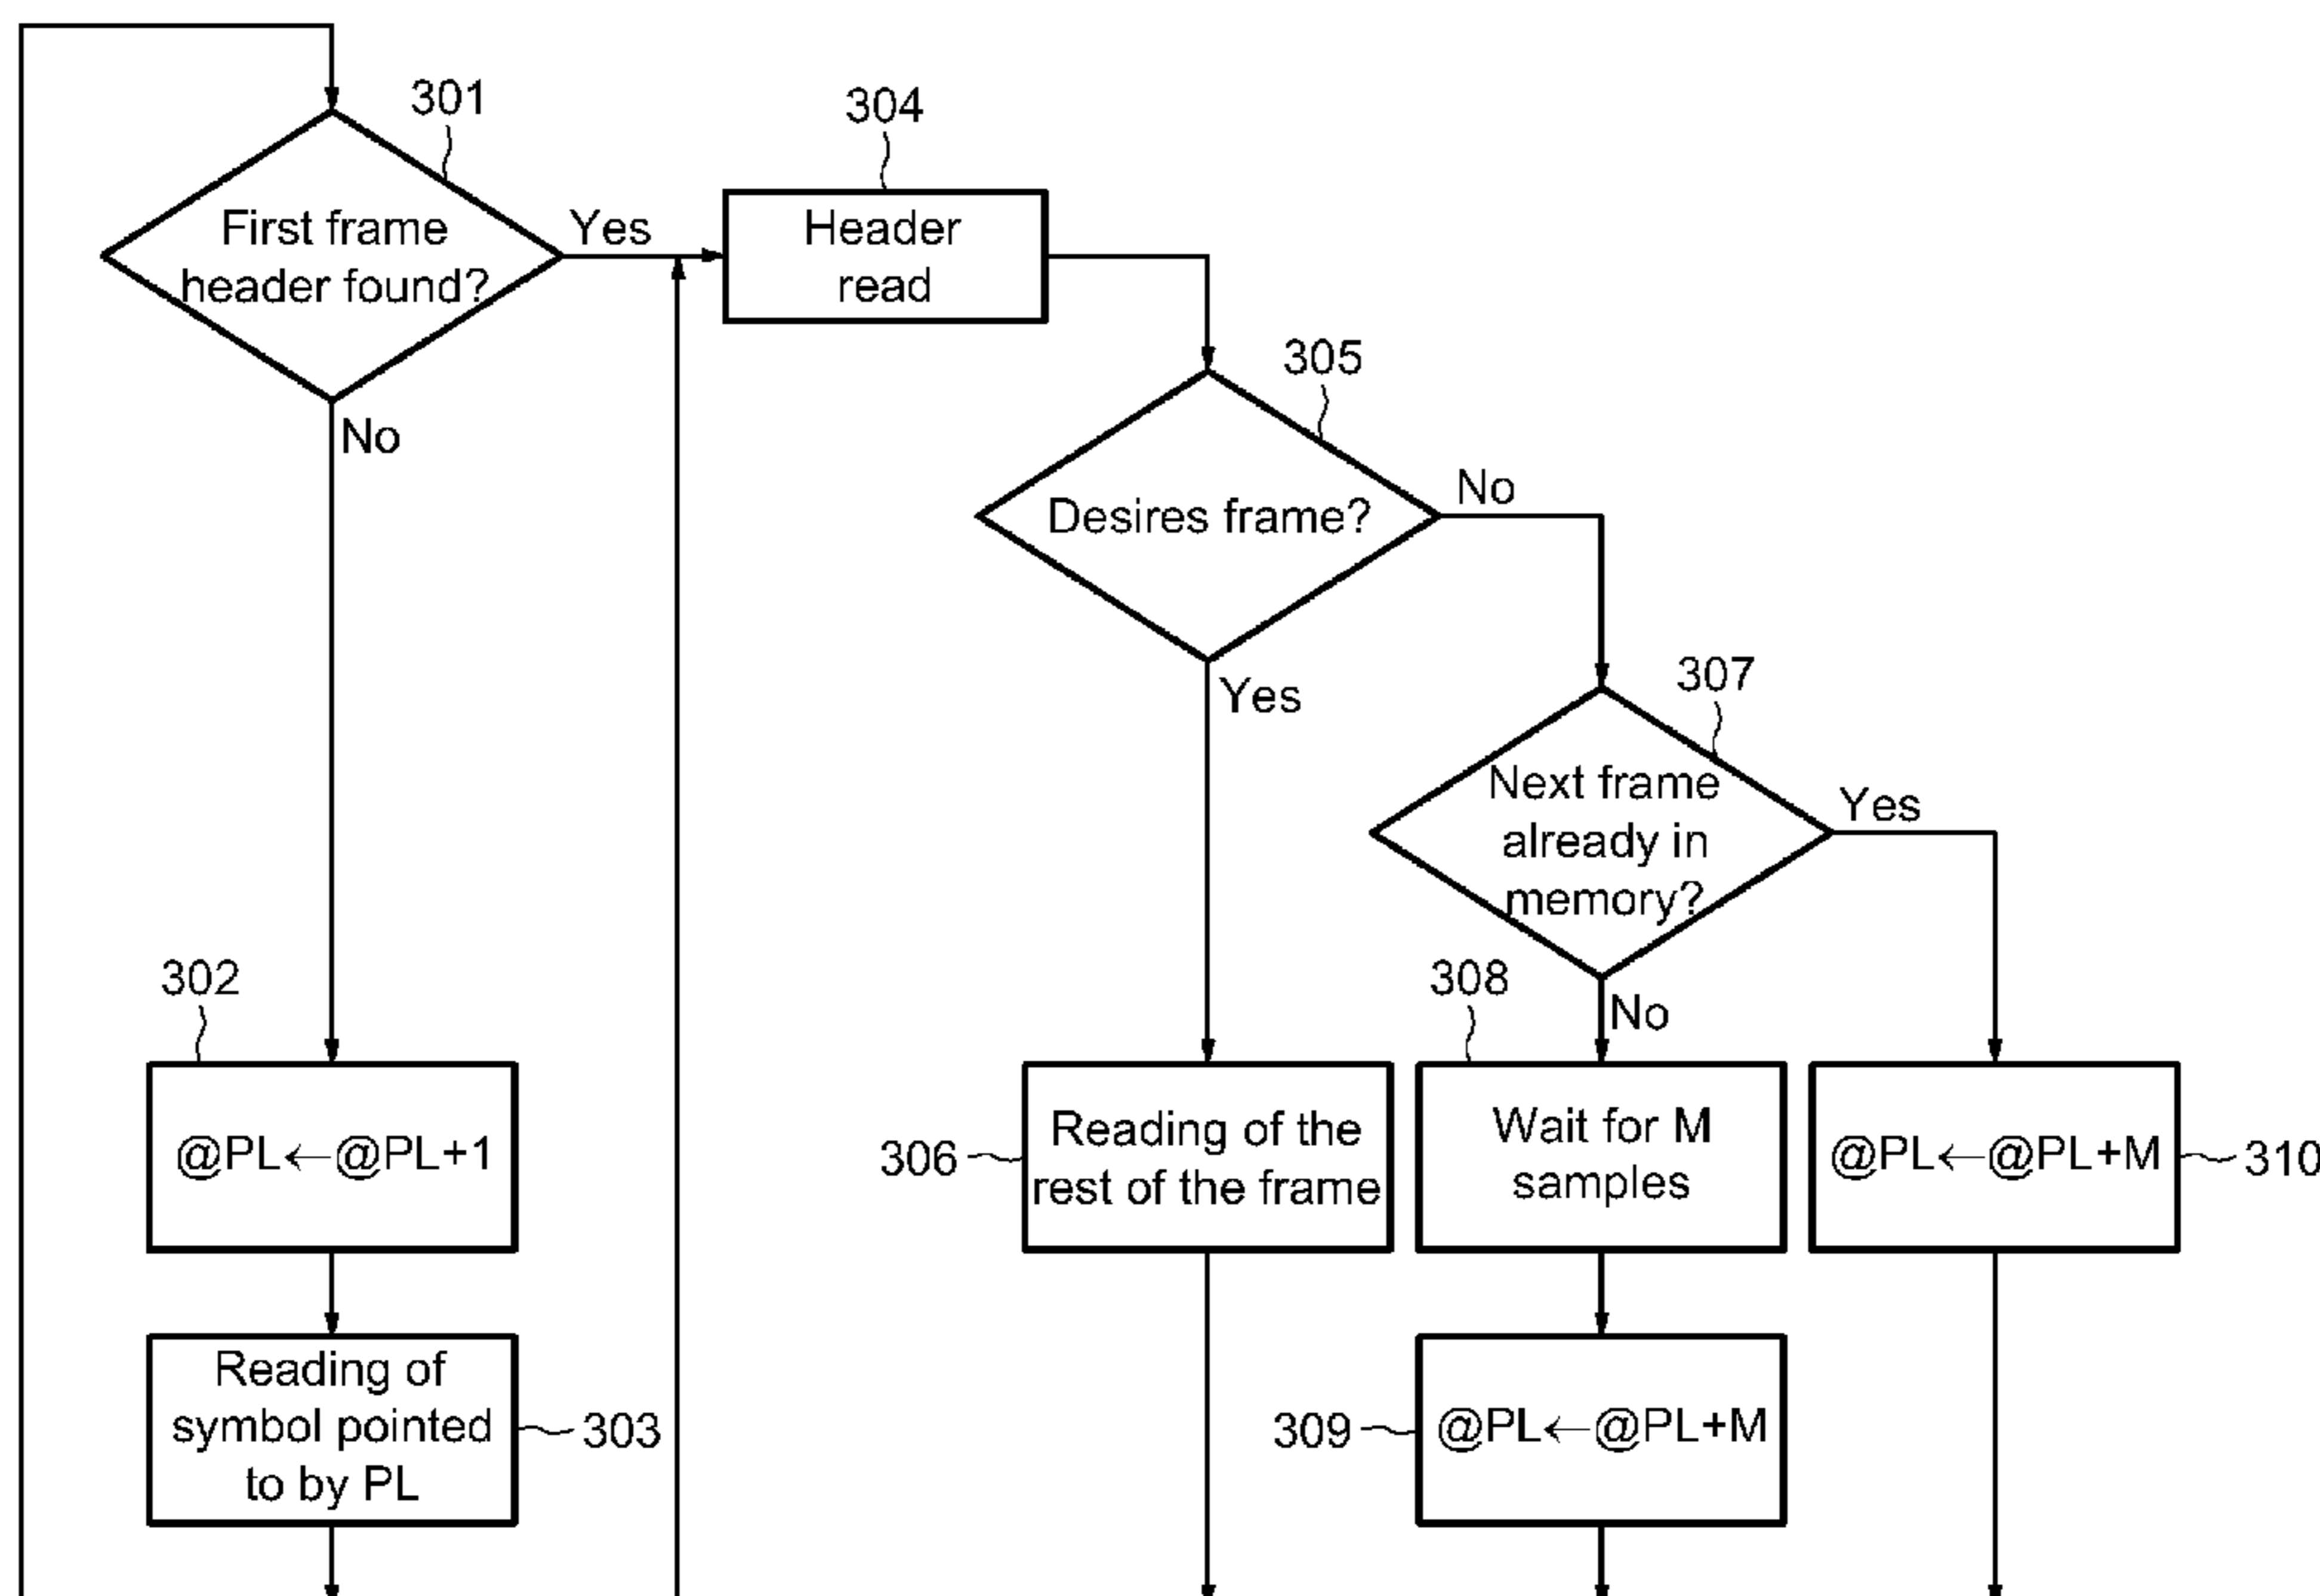 301
First frame
header found?
Yes
No
304
Header
read
305
Desires frame?
No
Yes
307
Next frame
already in
memory?
Yes
No
302
@PL←@PL+1
Reading of
symbol pointed
to by PL
303
306
Reading of the
rest of the frame
308
Wait for M
samples
309
@PL←@PL+M
@PL←@PL+M
310